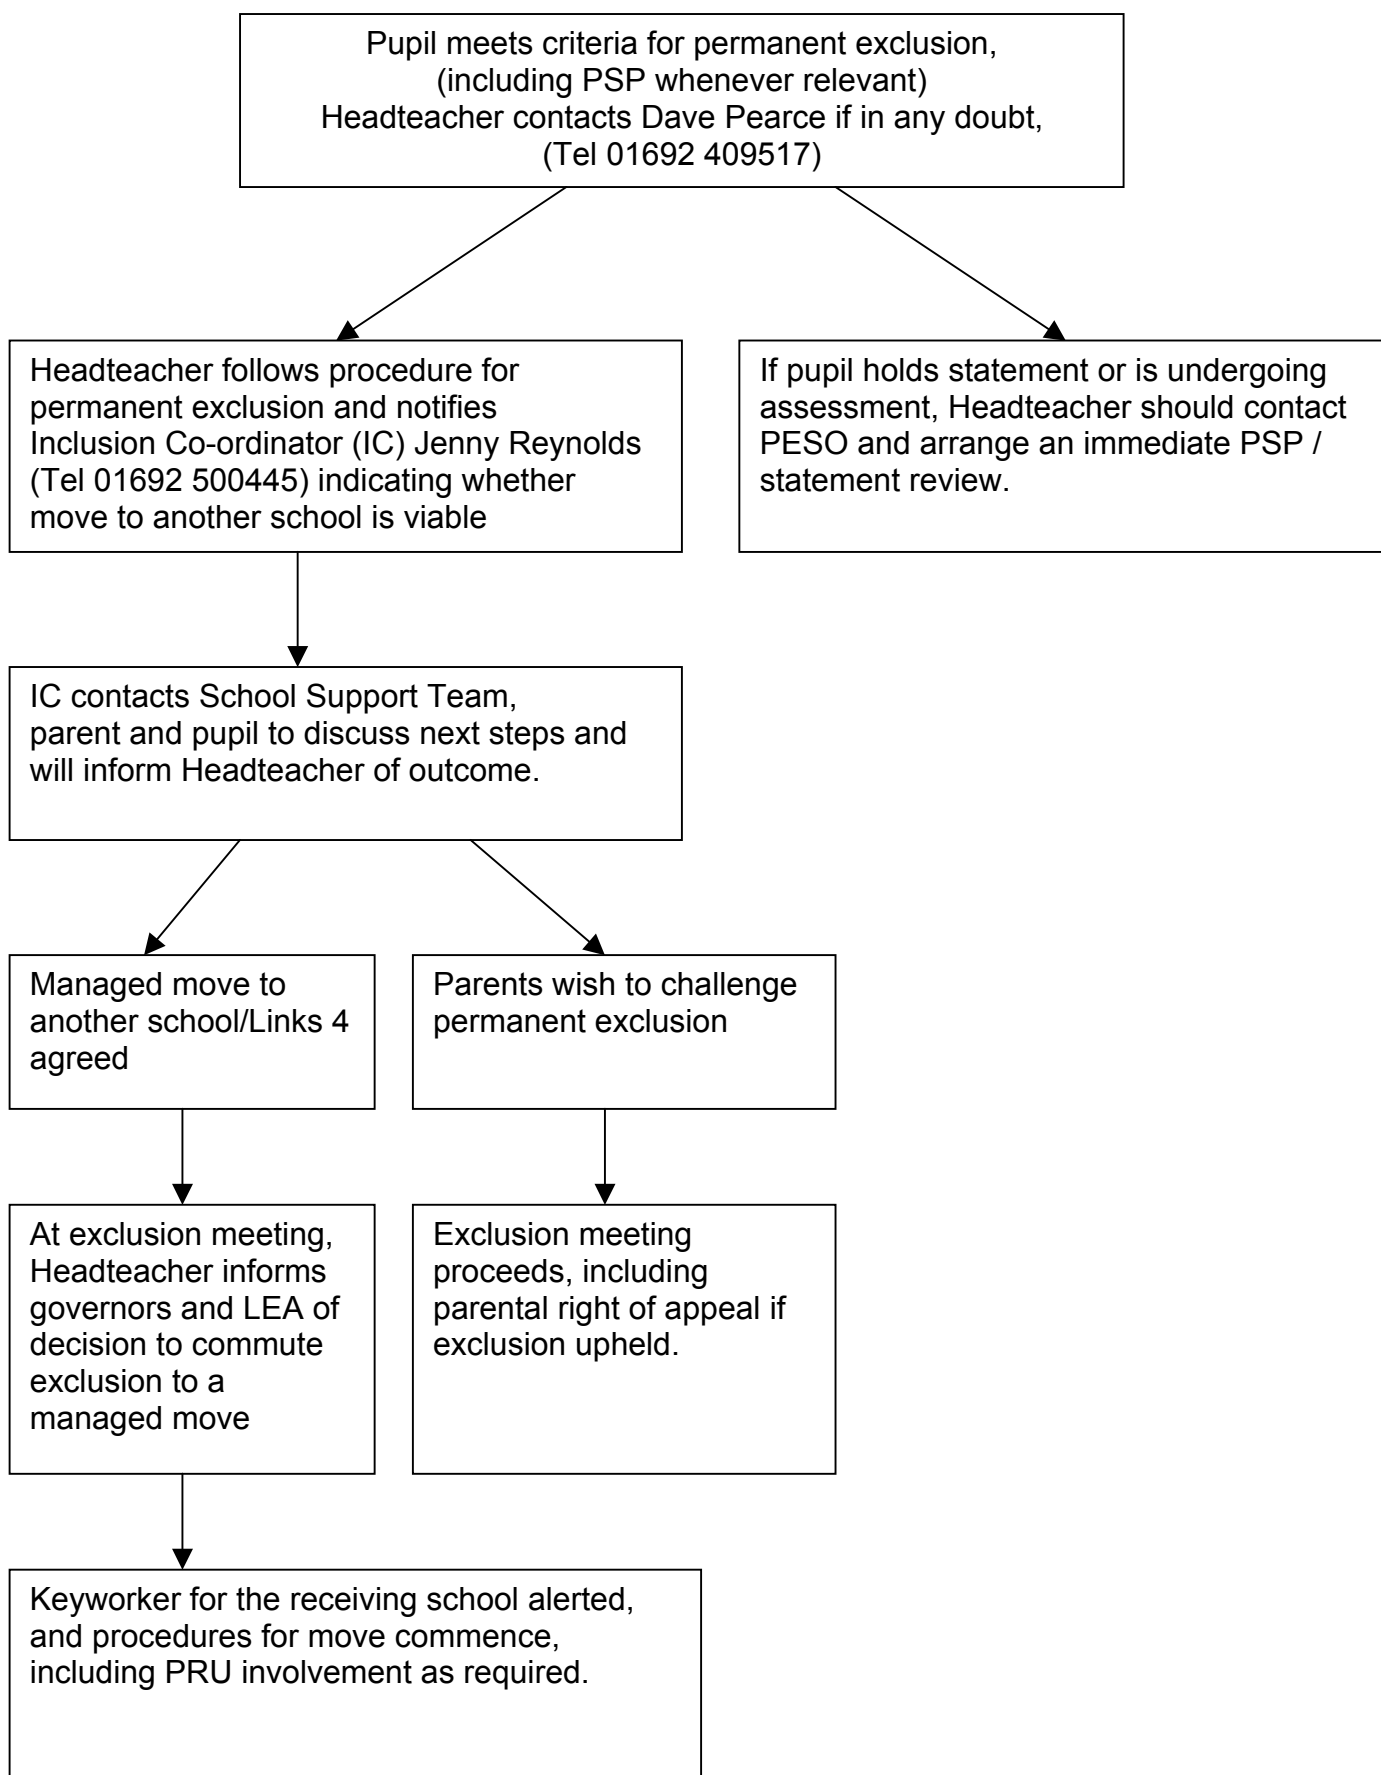 Pupil meets criteria for permanent exclusion,
(including PSP whenever relevant)
Headteacher contacts Dave Pearce if in any doubt,
(Tel 01692 409517)
Headteacher follows procedure for
permanent exclusion and notifies
Inclusion Co-ordinator (IC) Jenny Reynolds
(Tel 01692 500445) indicating whether
move to another school is viable
If pupil holds statement or is undergoing
assessment, Headteacher should contact
PESO and arrange an immediate PSP /
statement review.
IC contacts School Support Team,
parent and pupil to discuss next steps and
will inform Headteacher of outcome.
Managed move to
another school/Links 4
agreed
Parents wish to challenge
permanent exclusion
At exclusion meeting,
Headteacher informs
governors and LEA of
decision to commute
exclusion to a
managed move
Exclusion meeting
proceeds, including
parental right of appeal if
exclusion upheld.
Keyworker for the receiving school alerted,
and procedures for move commence,
including PRU involvement as required.